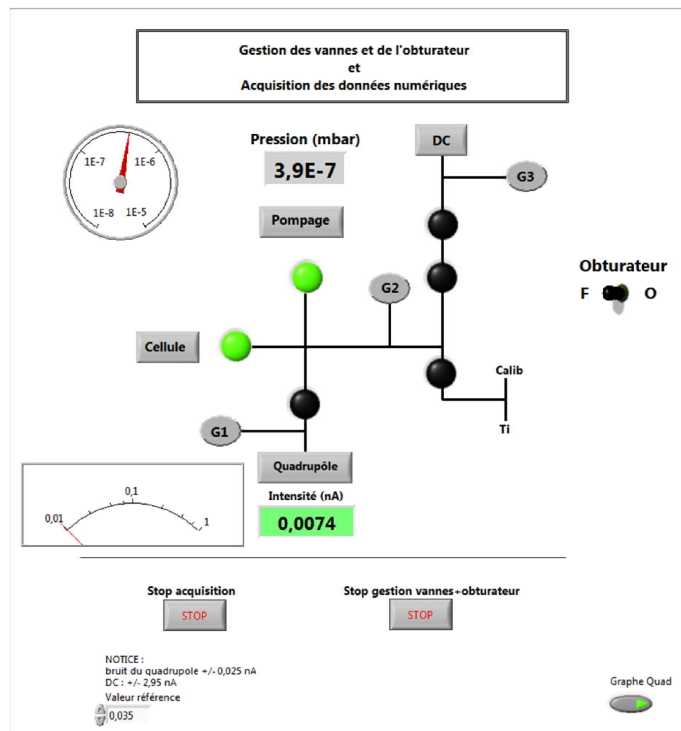 Gestion des vannes et de l'obturateur
et
Acquisition des données numériques
Pression (mbar)
3,9E-7
DC
G3
1E-7
1E-6
1E-8
1E-5
Pompage
Obturateur
F
O
G2
Cellule
Calib
Ti
G1
Quadrupôle
Intensité (nA)
0,0074
0,01
0,1
1
Stop acquisition
STOP
Stop gestion vannes+obturateur
STOP
NOTICE :
bruit du quadrupole +/- 0,025 nA
DC : +/- 2,95 nA
Valeur référence
0,035
Graphe Quad